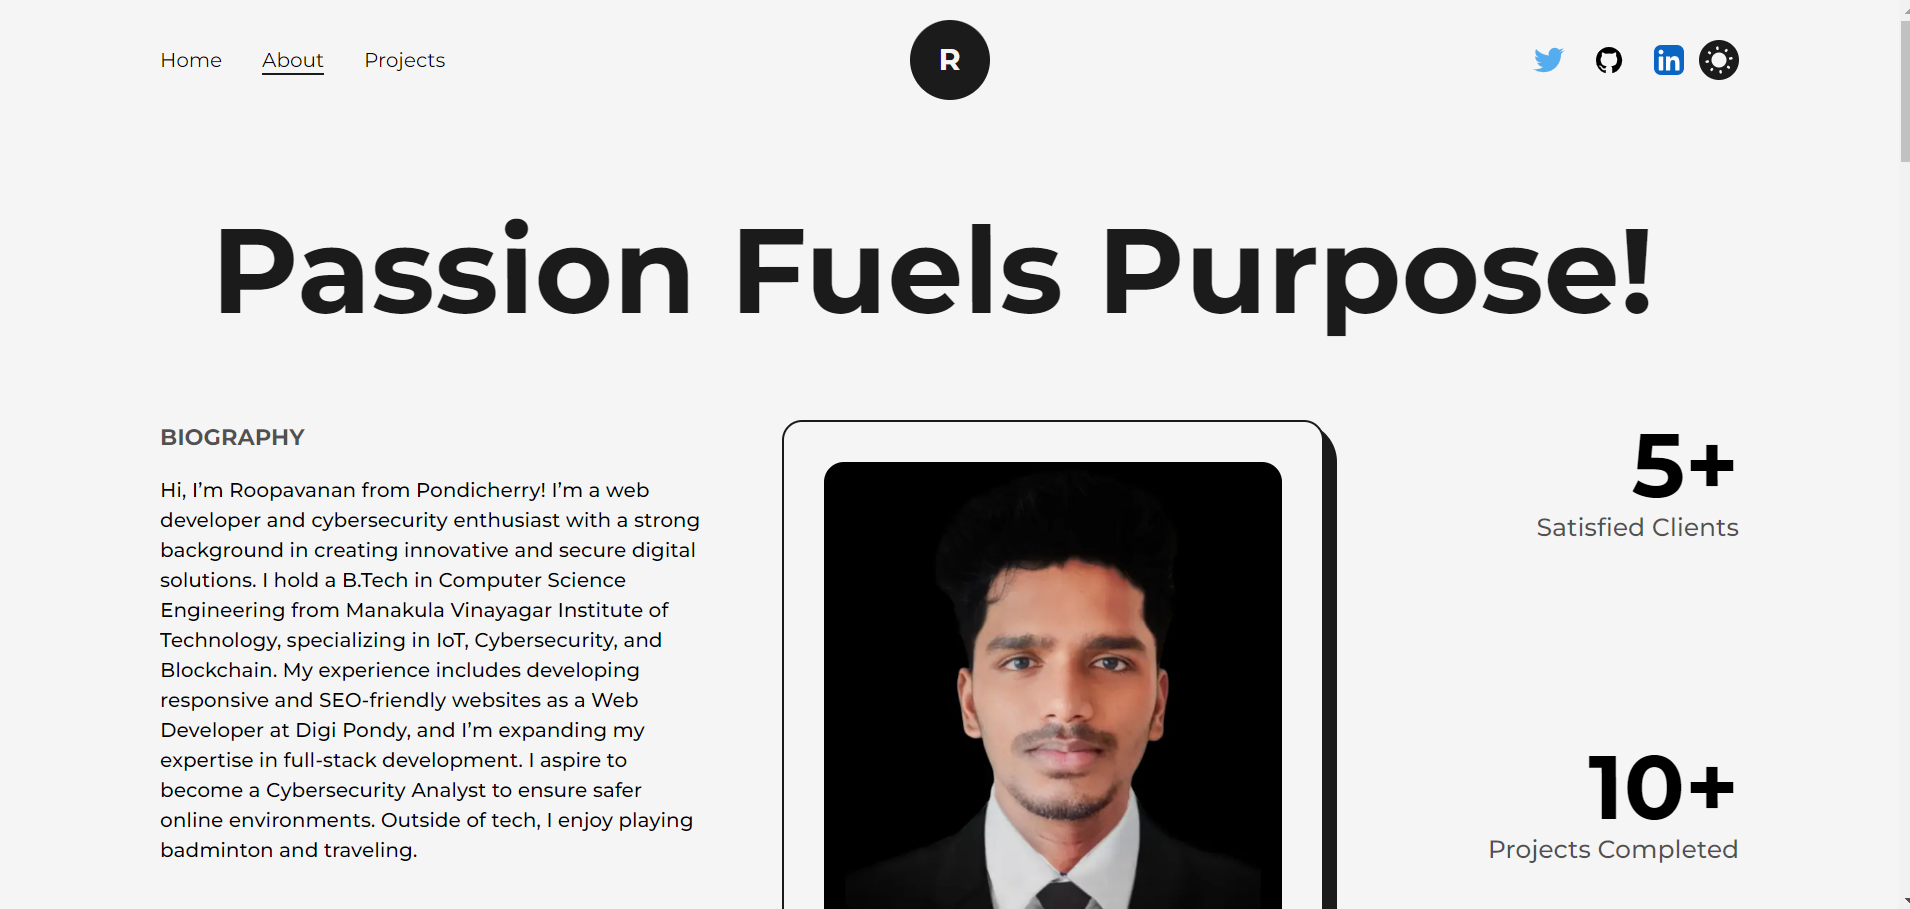 Home About Projects
R
in
Passion Fuels Purpose!
BIOGRAPHY
Hi, I’m Roopavanan from Pondicherry! I’m a web
developer and cybersecurity enthusiast with a strong
background in creating innovative and secure digital
solutions. I hold a B.Tech in Computer Science
Engineering from Manakula Vinayagar Institute of
Technology, specializing in IoT, Cybersecurity, and
Blockchain. My experience includes developing
responsive and SEO-friendly websites as a Web
Developer at Digi Pondy, and I’m expanding my
expertise in full-stack development. I aspire to
become a Cybersecurity Analyst to ensure safer
online environments. Outside of tech, I enjoy playing
badminton and traveling.
5+
Satisfied Clients
10+
Projects Completed